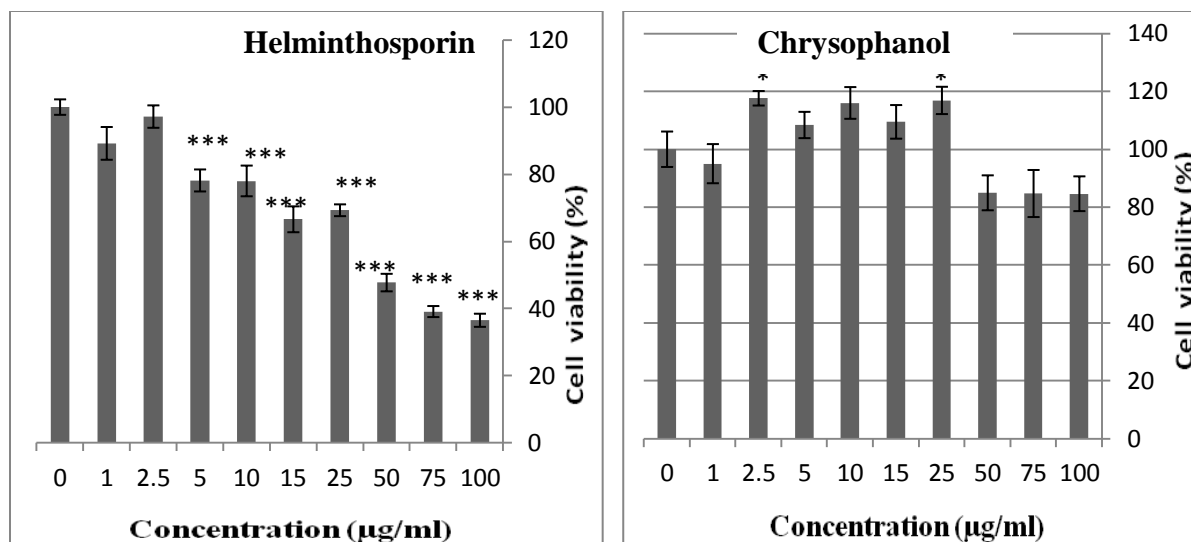 Helminthosporin
120
100
80
60
40
20
0
Cell viability (%)
***
***
***
***
***
***
***
0 1 2.5 5 10 15 25 50 75 100
Concentration (µg/ml)
Chrysophanol
140
120
100
80
60
40
20
0
Cell viability (%)
* *
0 1 2.5 5 10 15 25 50 75 100
Concentration (µg/ml)